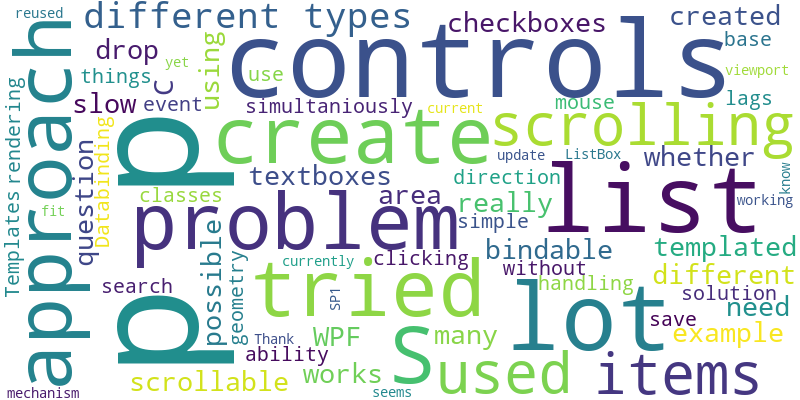 reused
different types
checkboxes
created
drop
yet
using
controls
base
things
use
viewport
slow
C
event
simultaniously
current
mouse
lags
approach
p
create
scrolling
rendering
Templates
question
Databinding
classes
textboxes
update
ListBox
whether
direction
know
fit
problem
area
really
list
working
simple
possible
geometry
currently
clicking
bindable
without
templated
search
p
tried
SP1
handling
different
solution
lot
save
need
Thank
WPF
S
many
example
ability
scrollable
works
used
items
mechanism
seems